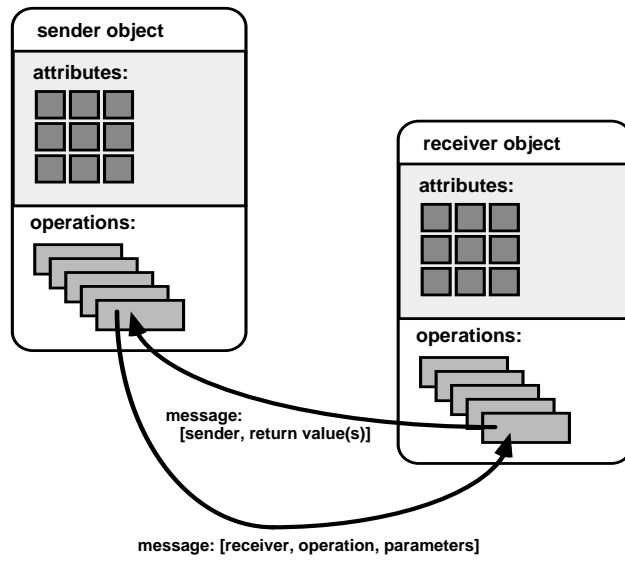 sender object
attributes:
operations:
receiver object
attributes:
operations:
message:
[sender, return value(s)]
message: [receiver, operation, parameters]